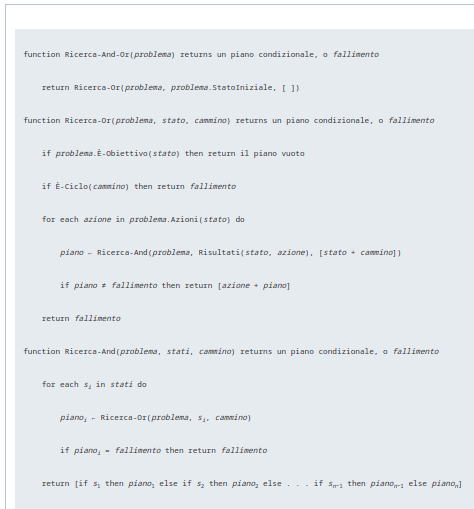 function Ricerca-And-Or(problema) returns un piano condizionale, o fallimento
return Ricerca-Or(problema, problema.StatoIniziale, [ ])
function Ricerca-Or(problema, stato, cammino) returns un piano condizionale, o fallimento
if problema.È-Obiettivo(stato) then return il piano vuoto
if È-Ciclo(cammino) then return fallimento
for each azione in problema.Azioni(stato) do
piano ← Ricerca-And(problema, Risultati(stato, azione), [stato + cammino])
if piano ≠ fallimento then return [azione + piano]
return fallimento
function Ricerca-And(problema, stati, cammino) returns un piano condizionale, o fallimento
for each sᵢ in stati do
pianoᵢ ← Ricerca-Or(problema, sᵢ, cammino)
if pianoᵢ = fallimento then return fallimento
return [if s₁ then piano₁ else if s₂ then piano₂ else . . . if sₙ₋₁ then pianoₙ₋₁ else pianoₙ]